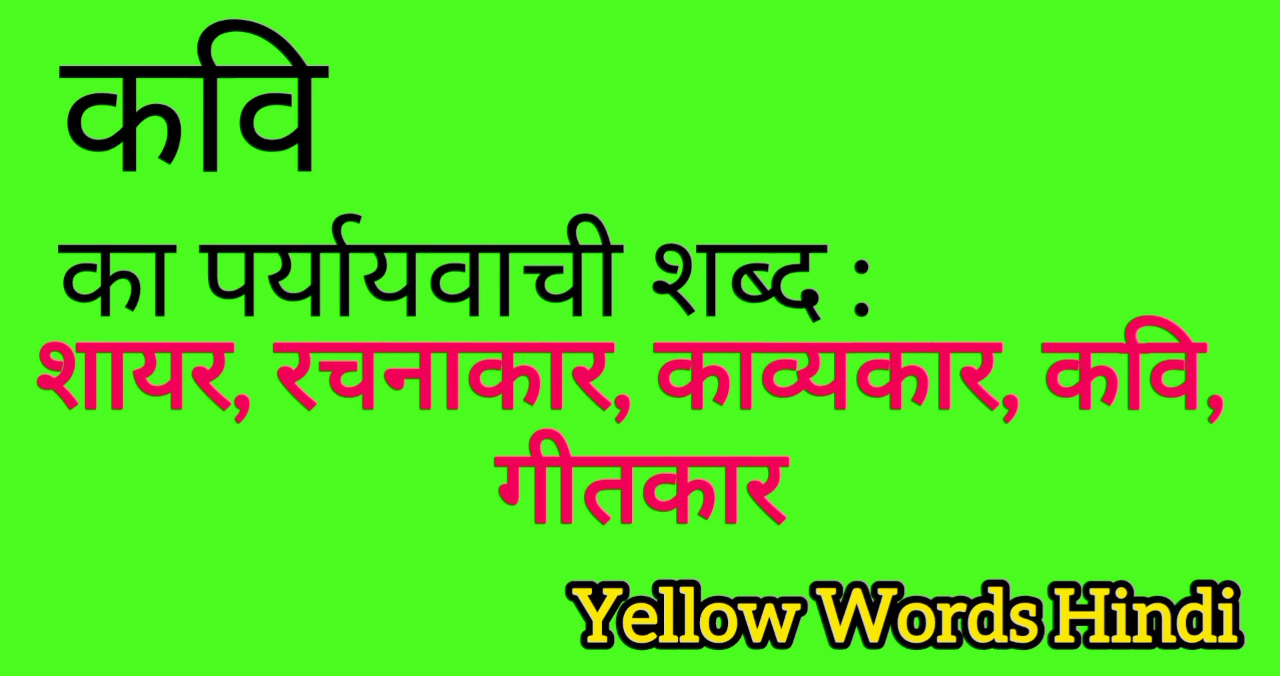 कवि
का पर्यायवाची शब्द :
शायर, रचनाकार, काव्यकार, कवि,
गीतकार
Yellow Words Hindi